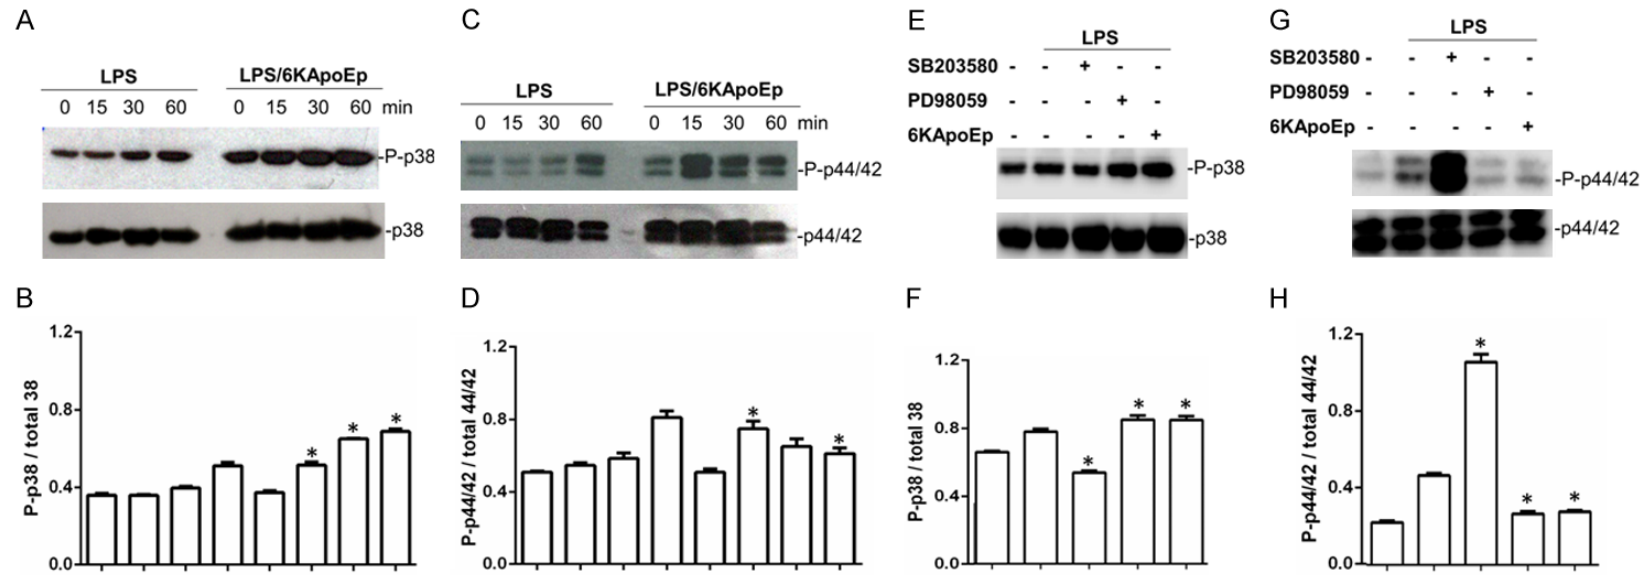 A
LPS LPS/6KApoEp
0 15 30 60 0 15 30 60 min
-P-p38
-p38
C
LPS LPS/6KApoEp
0 15 30 60 0 15 30 60 min
-P-p44/42
-p44/42
E
LPS
SB203580 - - + - -
PD98059 - - - + -
6KApoEp - - - - +
-P-p38
-p38
G
LPS
SB203580 - - + - -
PD98059 - - - + -
6KApoEp - - - - +
-P-p44/42
-p44/42
B
P-p38 / total 38
1.2
0.8
0.4
0.0
* * *
D
P-p44/42 / total 44/42
1.2
0.8
0.4
0.0
* *
F
P-p38 / total 38
1.2
0.8
0.4
0.0
* * *
H
P-p44/42 / total 44/42
1.2
0.8
0.4
0.0
* * *